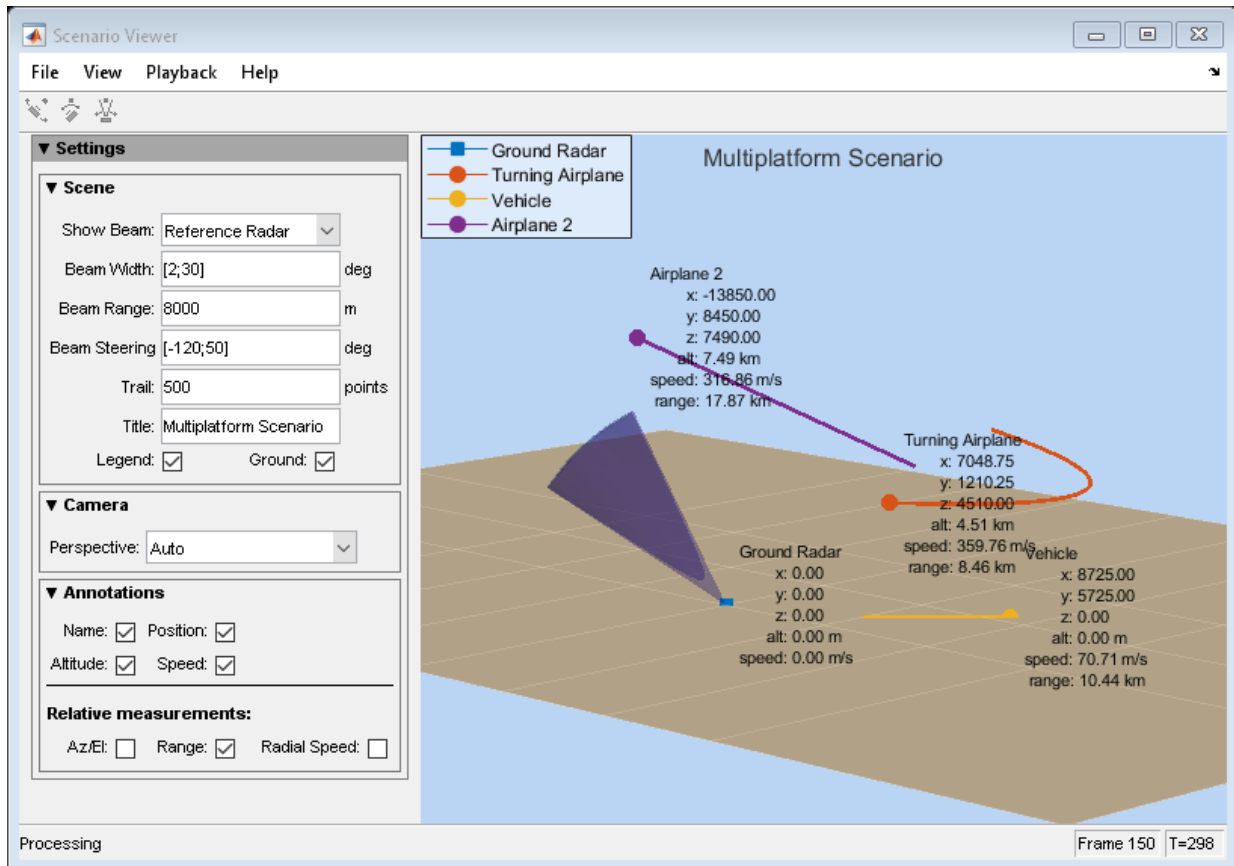 Scenario Viewer
File View Playback Help
▼ Settings
▼ Scene
Show Beam: Reference Radar
Beam Width: [2;30] deg
Beam Range: 8000 m
Beam Steering [-120;50] deg
Trail: 500 points
Title: Multiplatform Scenario
Legend: Ground:
▼ Camera
Perspective: Auto
▼ Annotations
Name: Position:
Altitude: Speed:
Relative measurements:
Az/El: Range: Radial Speed:
Ground Radar
Turning Airplane
Vehicle
Airplane 2
Multiplatform Scenario
Airplane 2
x: -13850.00
y: 8450.00
z: 7490.00
alt: 7.49 km
speed: 316.86 m/s
range: 17.87 km
Turning Airplane
x: 7048.75
y: 1210.25
z: 4510.00
alt: 4.51 km
speed: 359.76 m/s
range: 8.46 km
Ground Radar
x: 0.00
y: 0.00
z: 0.00
alt: 0.00 m
speed: 0.00 m/s
Vehicle
x: 8725.00
y: 5725.00
z: 0.00
alt: 0.00 m
speed: 70.71 m/s
range: 10.44 km
Processing
Frame 150 T=298